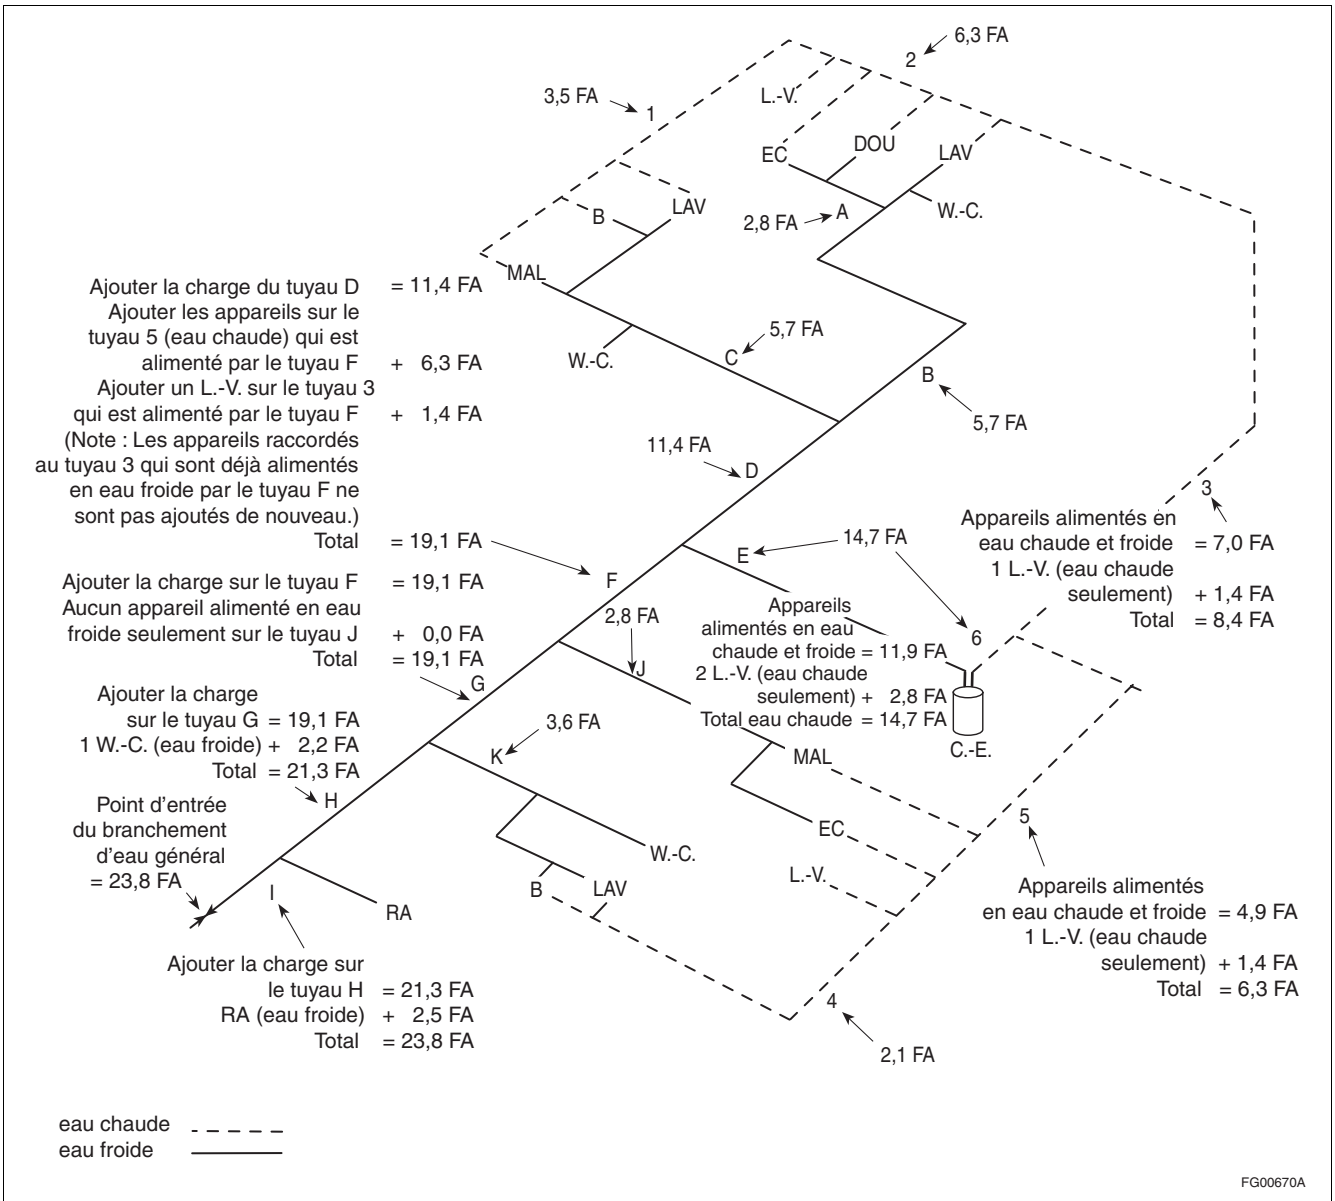 6,3 FA
2
3,5 FA
1
L.-V.
EC
DOU
LAV
W.-C.
A
2,8 FA
B
LAV
MAL
W.-C.
C
5,7 FA
B
5,7 FA
11,4 FA
D
Ajouter la charge du tuyau D = 11,4 FA
Ajouter les appareils sur le
tuyau 5 (eau chaude) qui est
alimenté par le tuyau F + 6,3 FA
Ajouter un L.-V. sur le tuyau 3
qui est alimenté par le tuyau F + 1,4 FA
(Note : Les appareils raccordés
au tuyau 3 qui sont déjà alimentés
en eau froide par le tuyau F ne
sont pas ajoutés de nouveau.)
Total = 19,1 FA
F
Ajouter la charge sur le tuyau F = 19,1 FA
Aucun appareil alimenté en eau
froide seulement sur le tuyau J + 0,0 FA
Total = 19,1 FA
G
Ajouter la charge
sur le tuyau G = 19,1 FA
1 W.-C. (eau froide) + 2,2 FA
Total = 21,3 FA
H
Point d'entrée
du branchement
d'eau général
= 23,8 FA
I
RA
Ajouter la charge sur
le tuyau H = 21,3 FA
RA (eau froide) + 2,5 FA
Total = 23,8 FA
E
14,7 FA
6
3
Appareils alimentés en
eau chaude et froide = 7,0 FA
1 L.-V. (eau chaude
seulement) + 1,4 FA
Total = 8,4 FA
Appareils
alimentés en eau
chaude et froide = 11,9 FA
2 L.-V. (eau chaude
seulement) + 2,8 FA
Total eau chaude = 14,7 FA
C.-E.
2,8 FA
J
3,6 FA
K
MAL
EC
L.-V.
W.-C.
B
LAV
5
Appareils alimentés
en eau chaude et froide = 4,9 FA
1 L.-V. (eau chaude
seulement) + 1,4 FA
Total = 6,3 FA
4
2,1 FA
eau chaude
eau froide
FG00670A